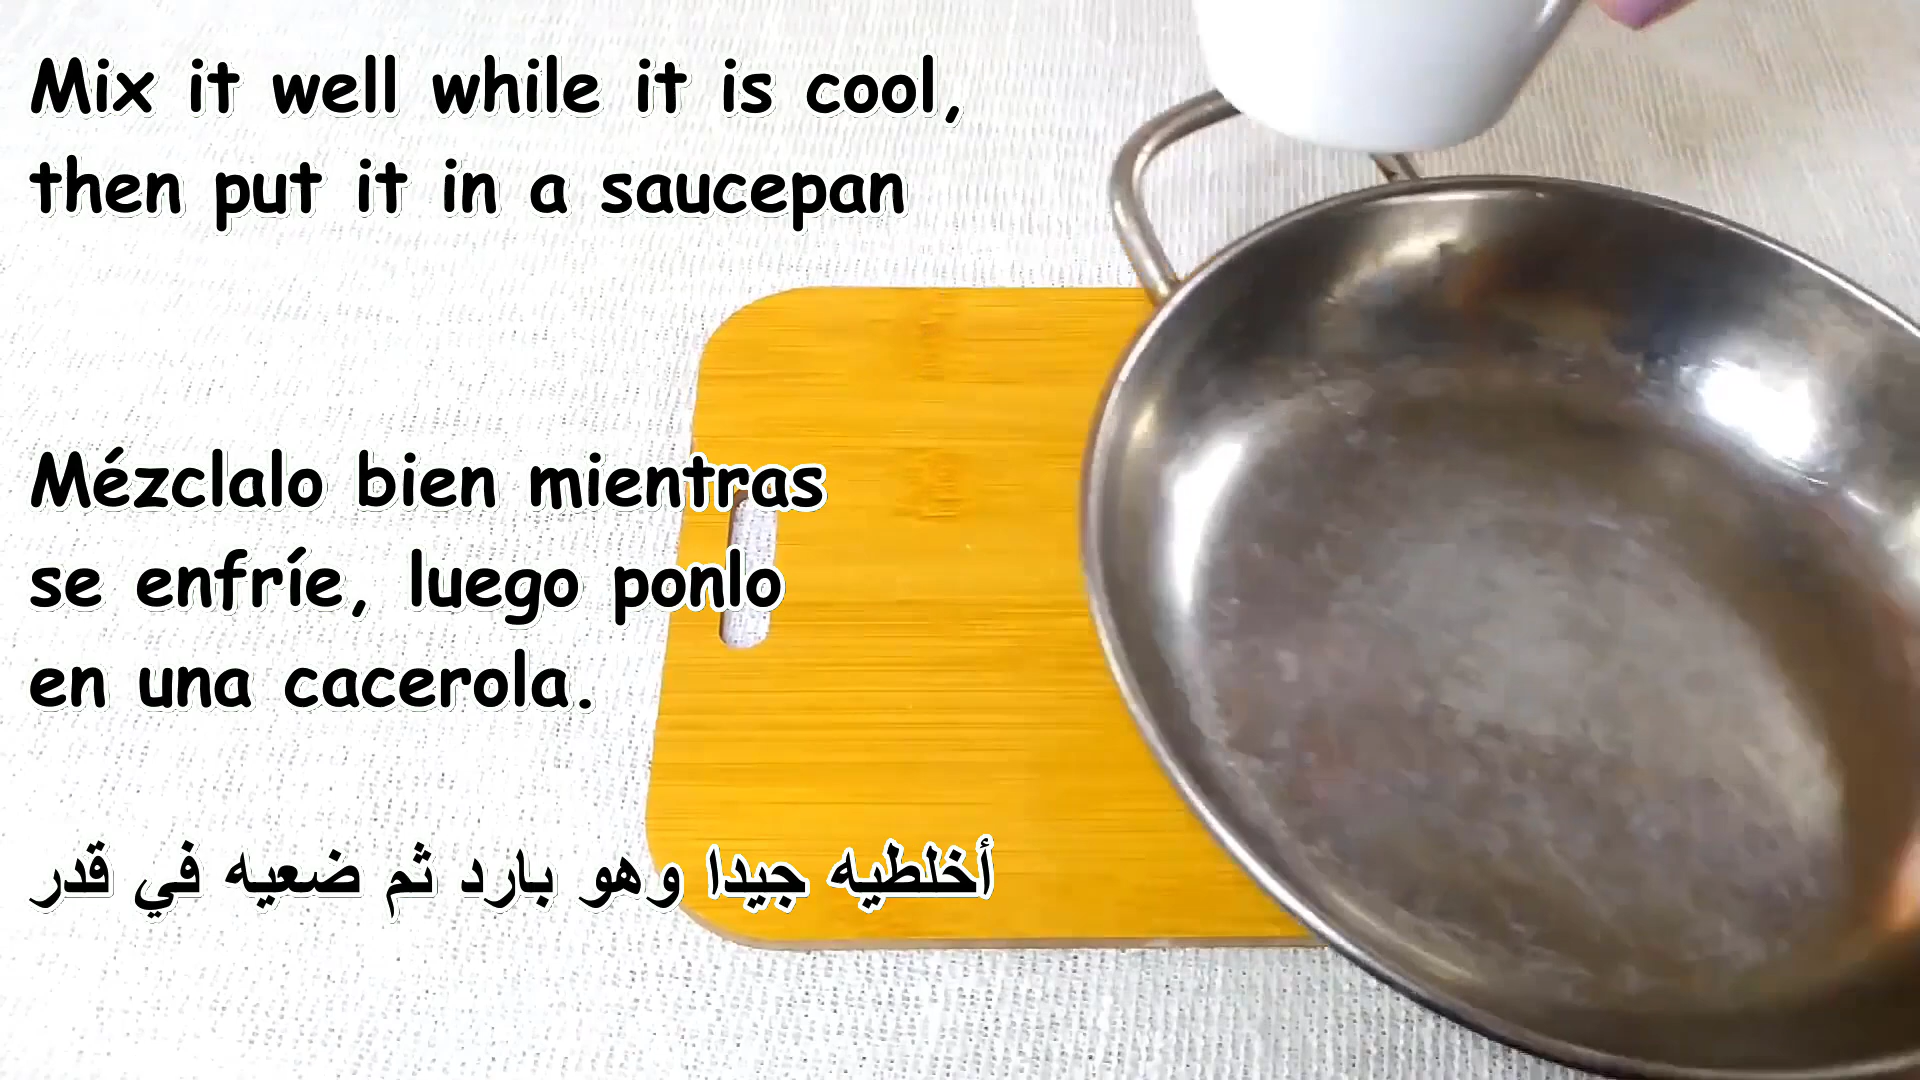 Mix it well while it is cool,
then put it in a saucepan
Mézclalo bien mientras
se enfríe, luego ponlo
en una cacerola.
أخلطيه جيدا وهو بارد ثم ضعيه في قدر